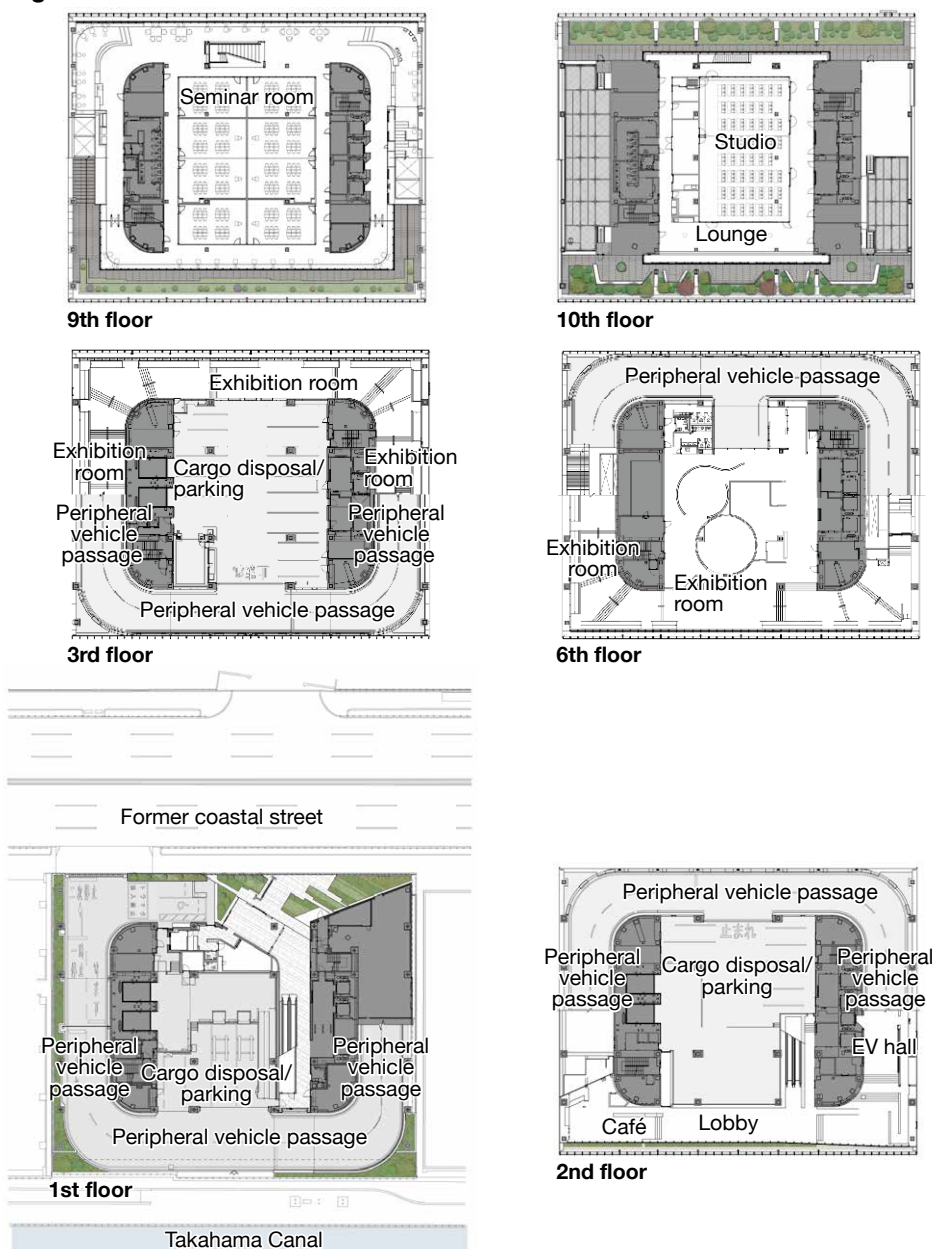 Seminar room
9th floor
Studio
Lounge
10th floor
Exhibition room
Exhibition
room
Cargo disposal/
parking
Exhibition
room
Peripheral
vehicle
passage
Peripheral
vehicle
passage
Peripheral vehicle passage
3rd floor
Peripheral vehicle passage
Exhibition
room
Exhibition
room
6th floor
Former coastal street
Peripheral
vehicle
passage
Cargo disposal/
parking
Peripheral
vehicle
passage
Peripheral vehicle passage
1st floor
Takahama Canal
Peripheral vehicle passage
止まれ
Peripheral
vehicle
passage
Cargo disposal/
parking
Peripheral
vehicle
passage
EV hall
Café
Lobby
2nd floor